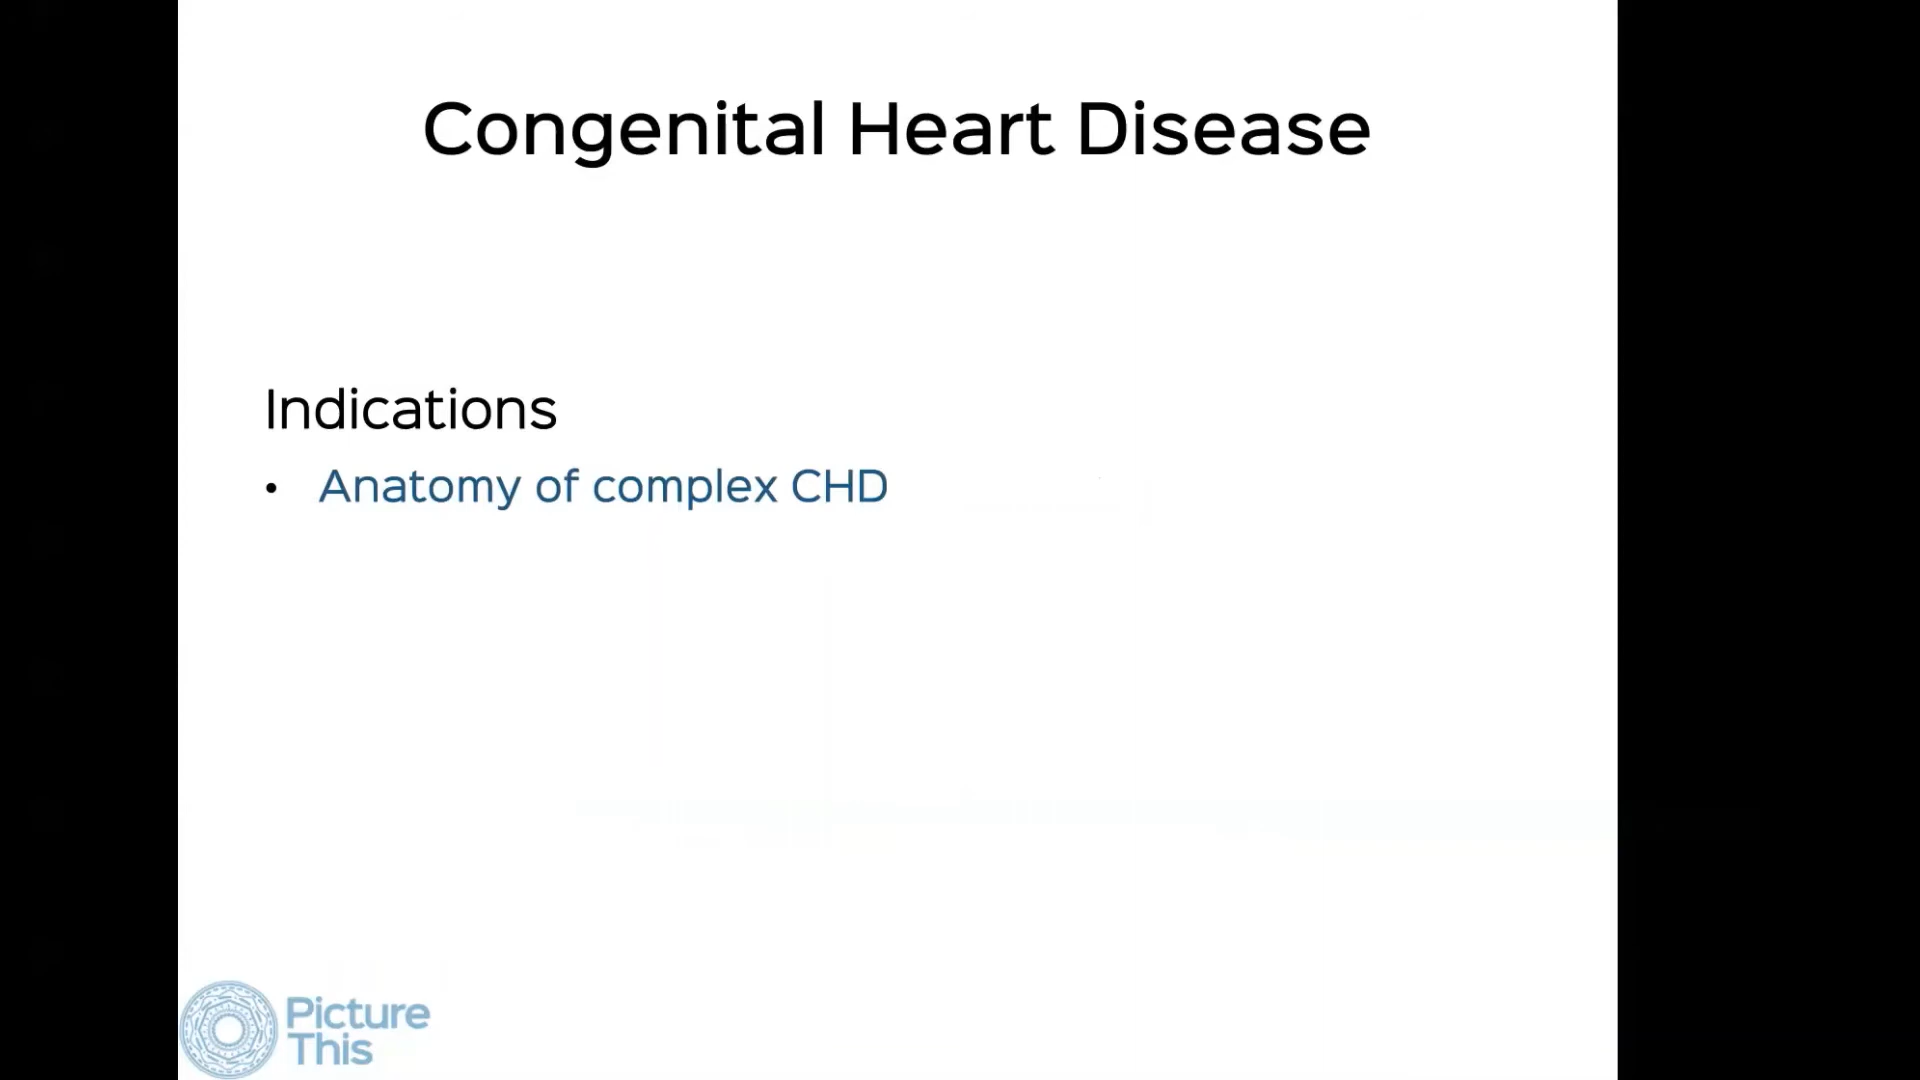 Congenital Heart Disease
Indications
• Anatomy of complex CHD
Picture
This